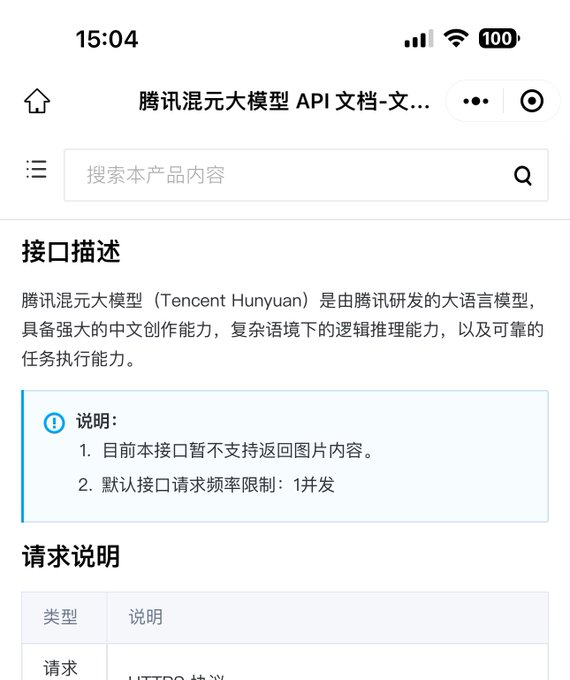 15:04
100
腾讯混元大模型 API 文档-文...
搜索本产品内容
接口描述
腾讯混元大模型（Tencent Hunyuan）是由腾讯研发的大语言模型，
具备强大的中文创作能力，复杂语境下的逻辑推理能力，以及可靠的
任务执行能力。
说明：
1. 目前本接口暂不支持返回图片内容。
2. 默认接口请求频率限制：1并发
请求说明
类型 说明
请求
HTTPS 协议